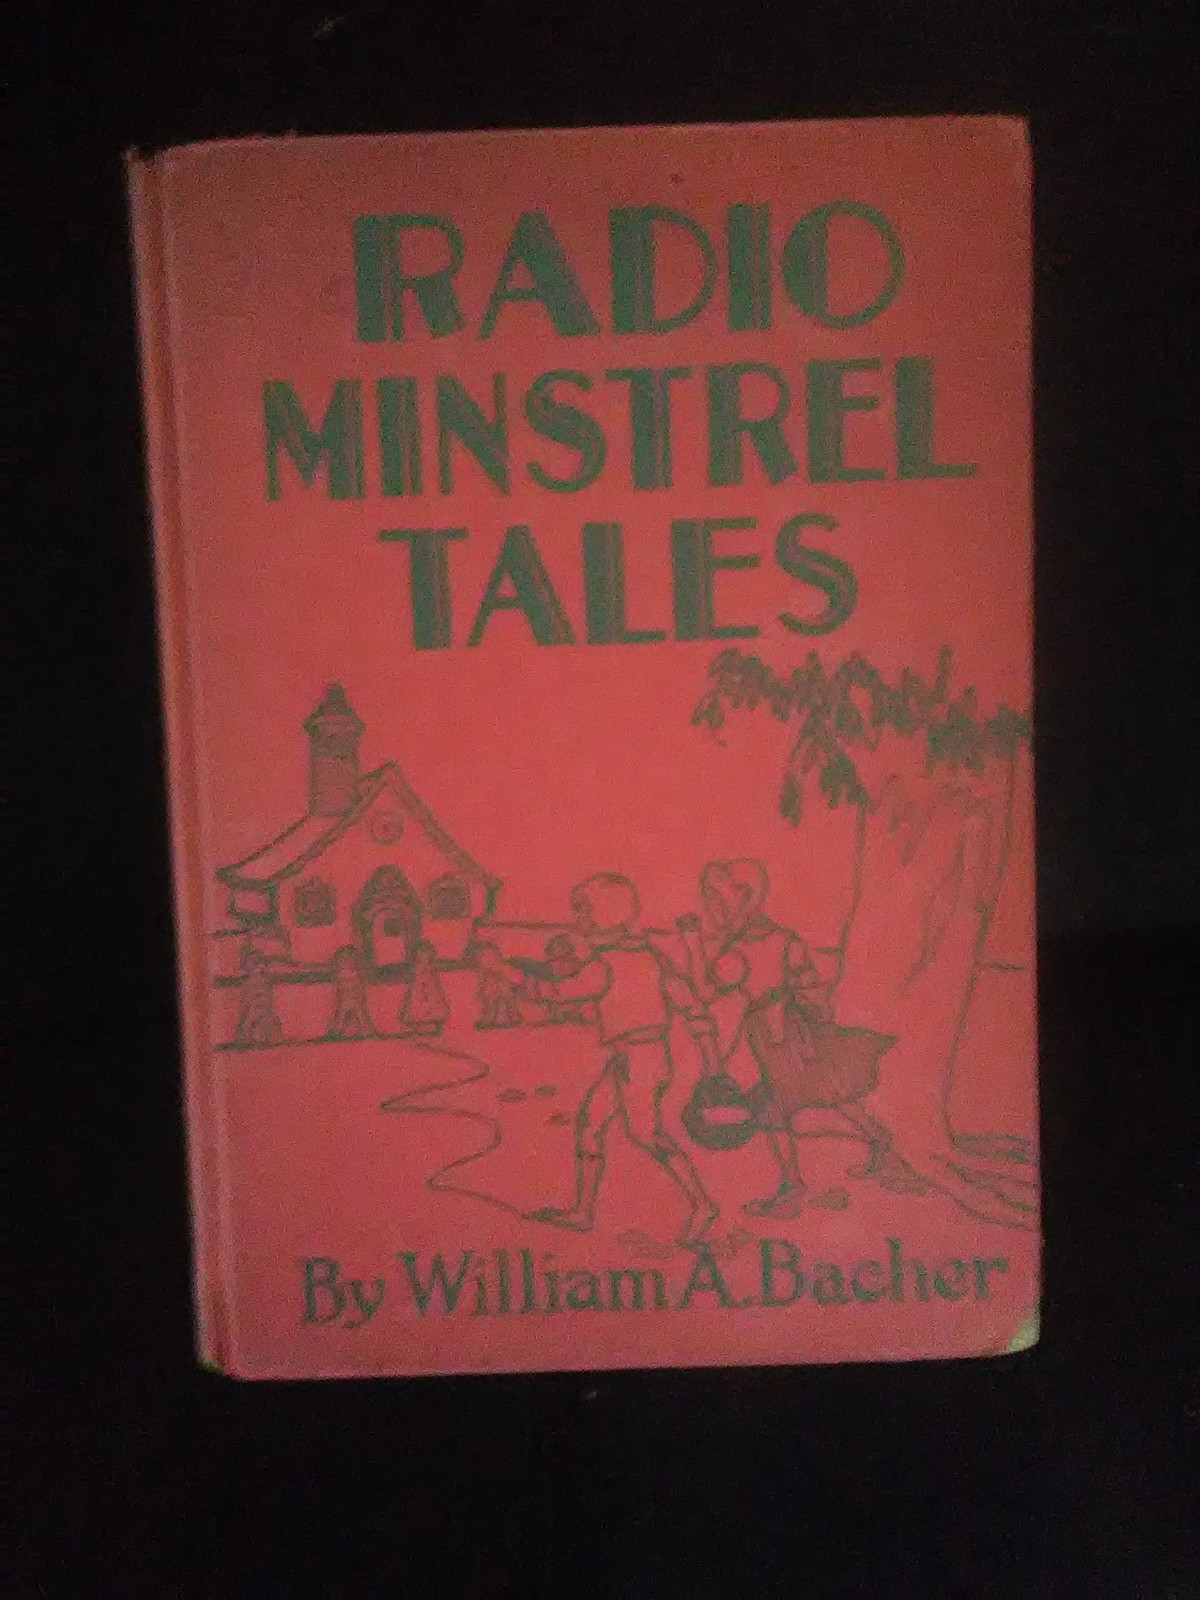 RADIO
MINSTREL
TALES
By William A. Bacher